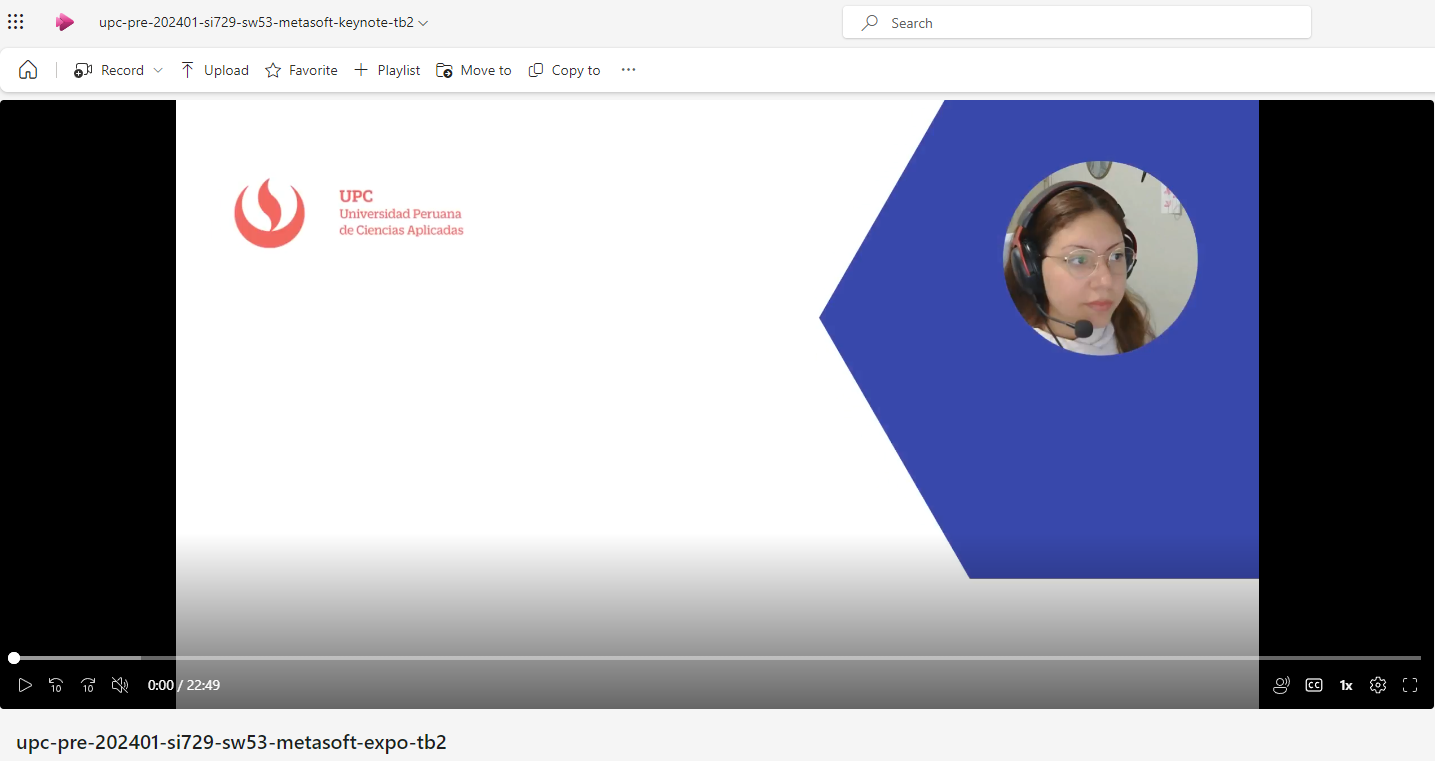 upc-pre-202401-si729-sw53-metasoft-keynote-tb2
Search
Record
Upload
Favorite
Playlist
Move to
Copy to
UPC
Universidad Peruana
de Ciencias Aplicadas
10
10
0:00 / 22:49
CC
1x
upc-pre-202401-si729-sw53-metasoft-expo-tb2